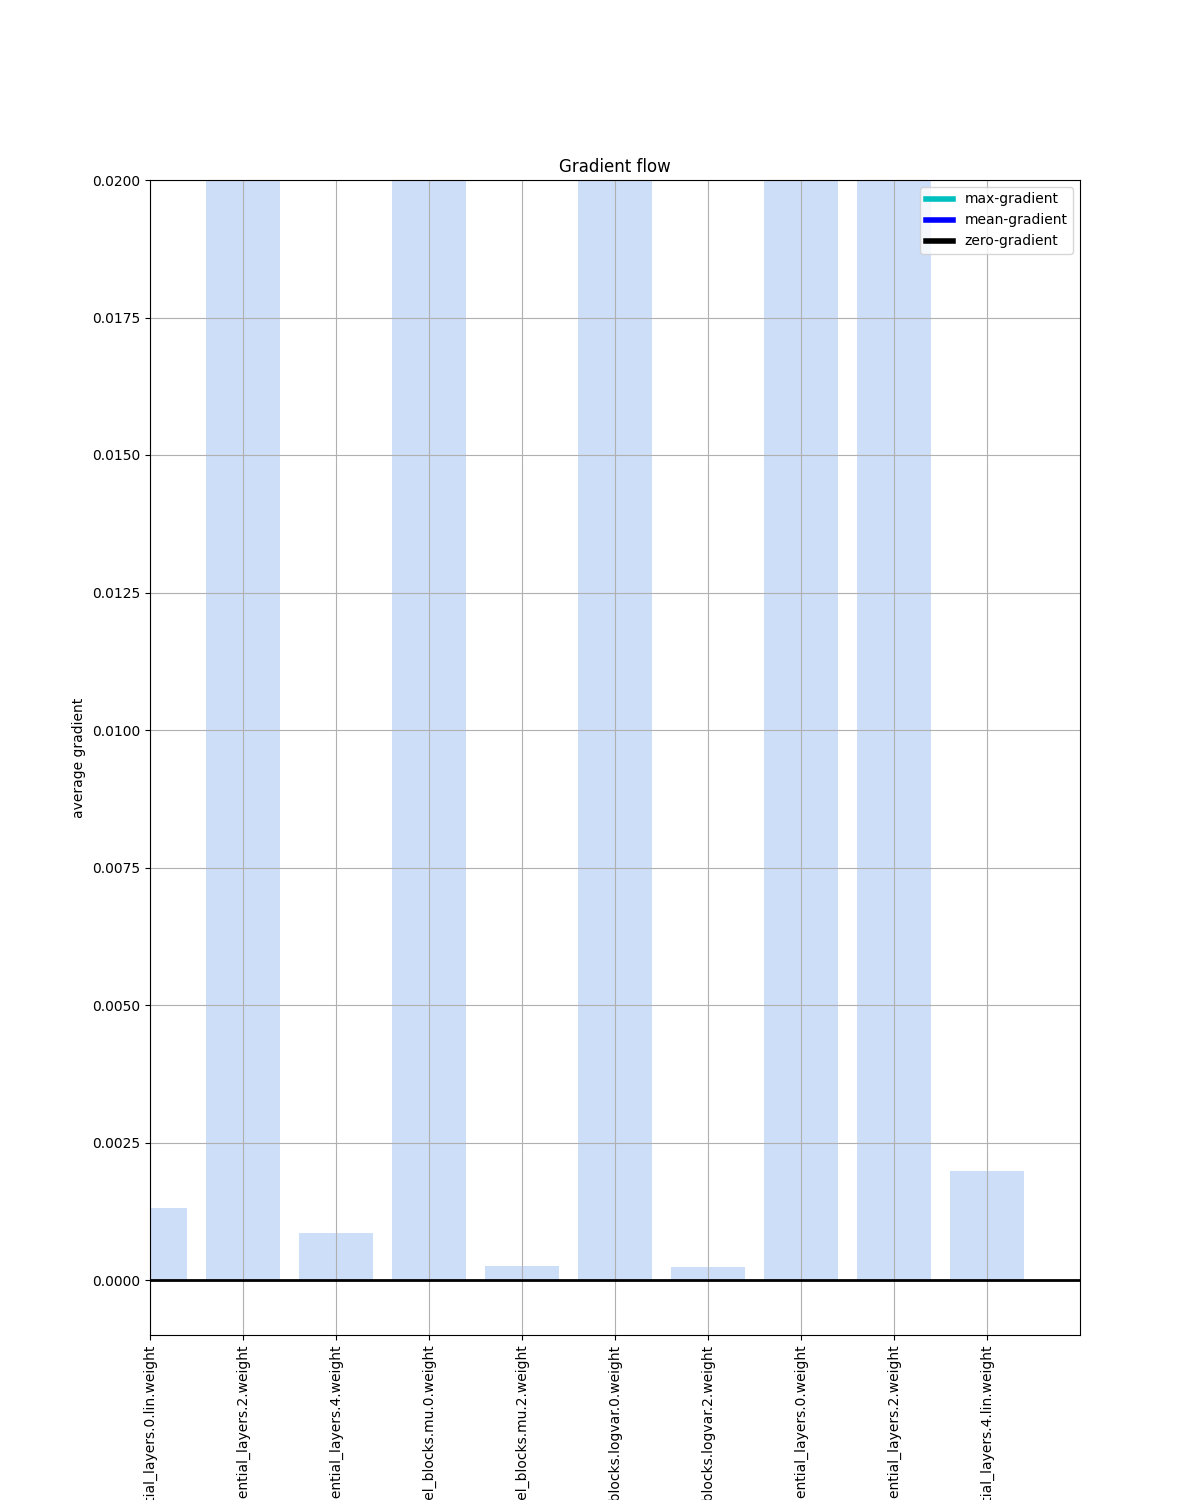 Gradient flow
max-gradient
mean-gradient
zero-gradient
0.0200
0.0175
0.0150
0.0125
0.0100
0.0075
0.0050
0.0025
0.0000
average gradient
tial_layers.0.lin.weight
ential_layers.2.weight
ential_layers.4.weight
el_blocks.mu.0.weight
el_blocks.mu.2.weight
blocks.logvar.0.weight
blocks.logvar.2.weight
ential_layers.0.weight
ential_layers.2.weight
tial_layers.4.lin.weight